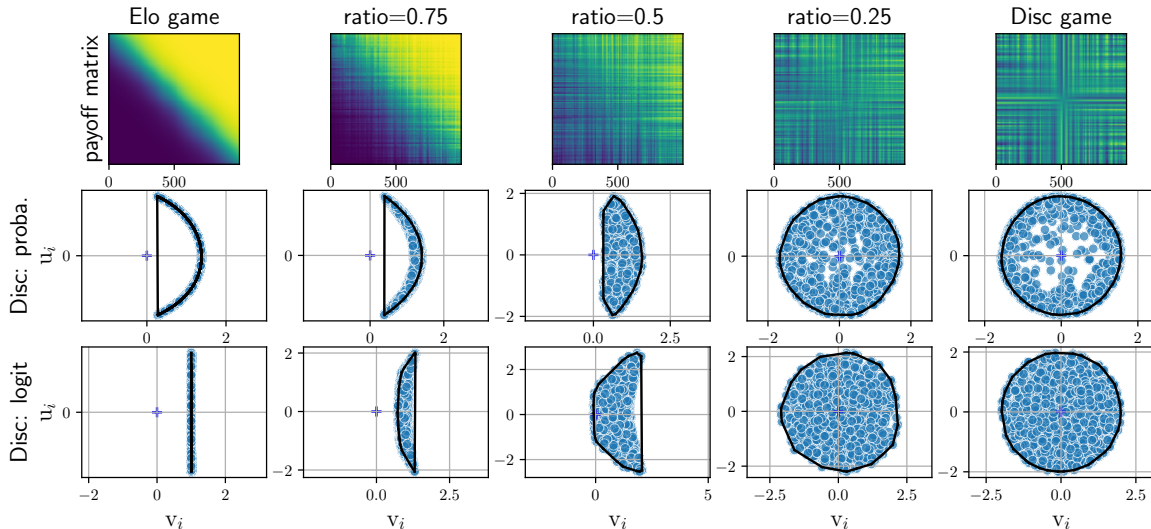 Elo game ratio=0.75 ratio=0.5 ratio=0.25 Disc game
payoff matrix
0 500 0 500 0 500 0 500 0 500
Disc: proba.
u_i
0 0 2 −2 0 2
0 2 0 2 0.0 2.5 −2 0 2 −2 0 2
Disc: logit
u_i
0 −2 0 2 −2 0 2 −2 0 2 −2 0 2
−2 0 2 0.0 2.5 0 5 −2.5 0.0 2.5 −2.5 0.0 2.5
v_i v_i v_i v_i v_i